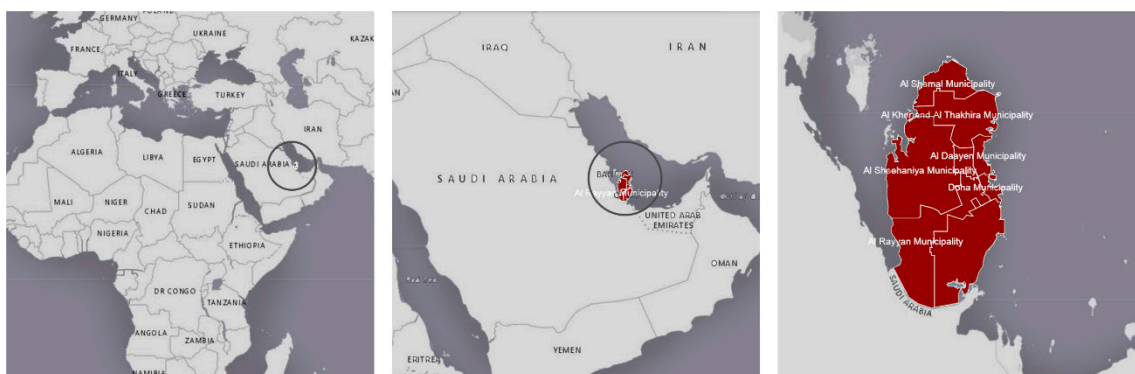 GERMANY
UKRAINE
FRANCE
KAZAK
ITALY
GREECE
TURKEY
IRAN
ALGERIA
LIBYA
EGYPT
SAUDI ARABIA
MALI
NIGER
CHAD
SUDAN
NIGERIA
ETHIOPIA
DR CONGO
TANZANIA
ANGOLA
ZAMBIA
NAMIBIA
IRAQ
IRAN
SAUDI ARABIA
Al Rayyan Municipality
UNITED ARAB
EMIRATES
OMAN
YEMEN
ERITREA
Al Shamal Municipality
Al Khor and Al Thakhira Municipality
Al Daayen Municipality
Al Sheehaniya Municipality
Doha Municipality
Al Rayyan Municipality
SAUDI ARABIA